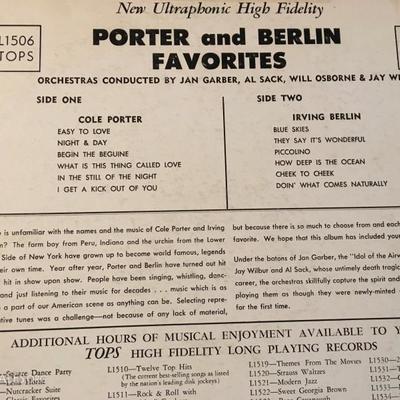 New Ultraphonic High Fidelity
L1506
TOPS
PORTER and BERLIN
FAVORITES
ORCHESTRAS CONDUCTED BY JAN GARBER, AL SACK, WILL OSBORNE & JAY
SIDE ONE
COLE PORTER
EASY TO LOVE
NIGHT & DAY
BEGIN THE BEGUINE
WHAT IS THIS THING CALLED LOVE
IN THE STILL OF THE NIGHT
I GET A KICK OUT OF YOU
SIDE TWO
IRVING BERLIN
BLUE SKIES
THEY SAY IT'S WONDERFUL
PICCOLINO
HOW DEEP IS THE OCEAN
CHEEK TO CHEEK
DOIN' WHAT COMES NATURALLY
is unfamiliar with the names and the music of Cole Porter and Irving
The farm boy from Peru, Indiana and the urchin from the Lower
Side of New York have grown up to become world famous, legends
their own time. Year after year, Porter and Berlin have turned out hit
hit in show upon show. People have been singing, whistling, danc-
and just listening to their music for decades . . . music which is as
a part of our American scene as anything can be. Selecting repre-
tive tunes was a challenge—not because of any lack of material,
but because there is so much to choose from and each
favorite. We hope that this album has included your
Under the batons of Jan Garber, the "Idol of the
Jay Wilbur and Al Sack, whose untimely death tragic
career, the orchestras skillfully capture the spirit and
playing them as though they were newly-minted
for the first time.
ADDITIONAL HOURS OF MUSICAL ENJOYMENT AVAILABLE TO
TOPS HIGH FIDELITY LONG PLAYING RECORDS
Square Dance Party
Lena Horne
Nutcracker Suite
Classic Favorites
L1510—Twelve Top Hits
(The current best-selling songs as listed
by the nation's leading disk jockeys)
L1511—Rock & Roll with
L1519—Themes From The Movies
L1520—Strauss Waltzes
L1521—Modern Jazz
L1522—Sweet Georgia Brown
L1530
L1532
L1533
L1534